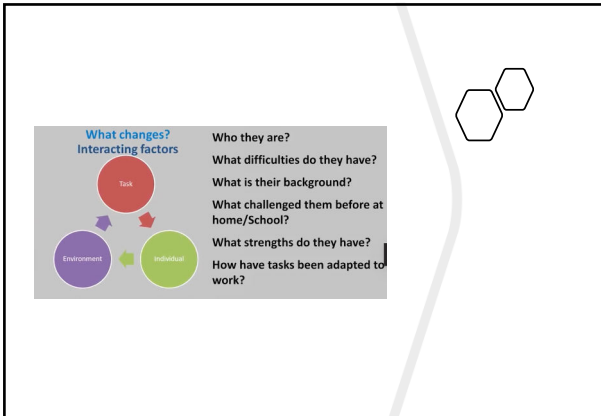 What changes?
Interacting factors
Task
Environment
Individual
Who they are?
What difficulties do they have?
What is their background?
What challenged them before at
home/School?
What strengths do they have?
How have tasks been adapted to
work?